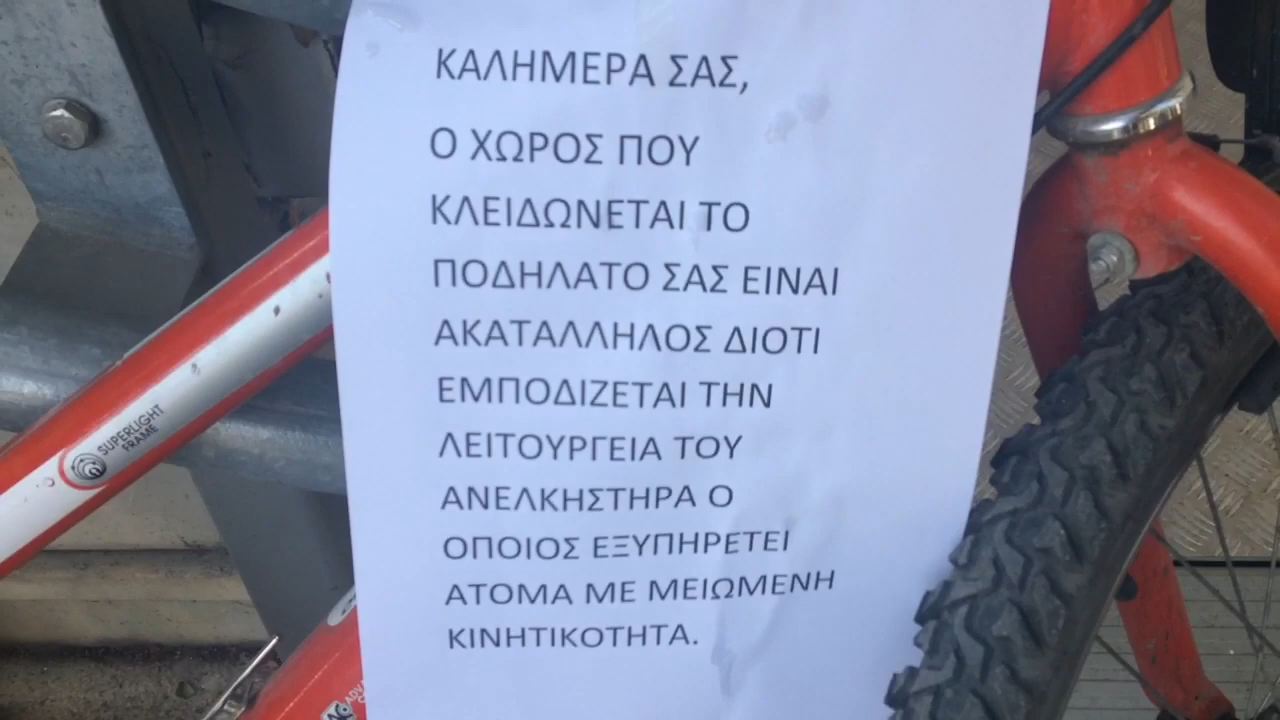 ΚΑΛΗΜΕΡΑ ΣΑΣ,
Ο ΧΩΡΟΣ ΠΟΥ
ΚΛΕΙΔΩΝΕΤΑΙ ΤΟ
ΠΟΔΗΛΑΤΟ ΣΑΣ ΕΙΝΑΙ
ΑΚΑΤΑΛΛΗΛΟΣ ΔΙΟΤΙ
ΕΜΠΟΔΙΖΕΤΑΙ ΤΗΝ
ΛΕΙΤΟΥΡΓΕΙΑ ΤΟΥ
ΑΝΕΛΚΗΣΤΗΡΑ Ο
ΟΠΟΙΟΣ ΕΞΥΠΗΡΕΤΕΙ
ΑΤΟΜΑ ΜΕ ΜΕΙΩΜΕΝΗ
ΚΙΝΗΤΙΚΟΤΗΤΑ.
SUPERLIGHT
FRAME